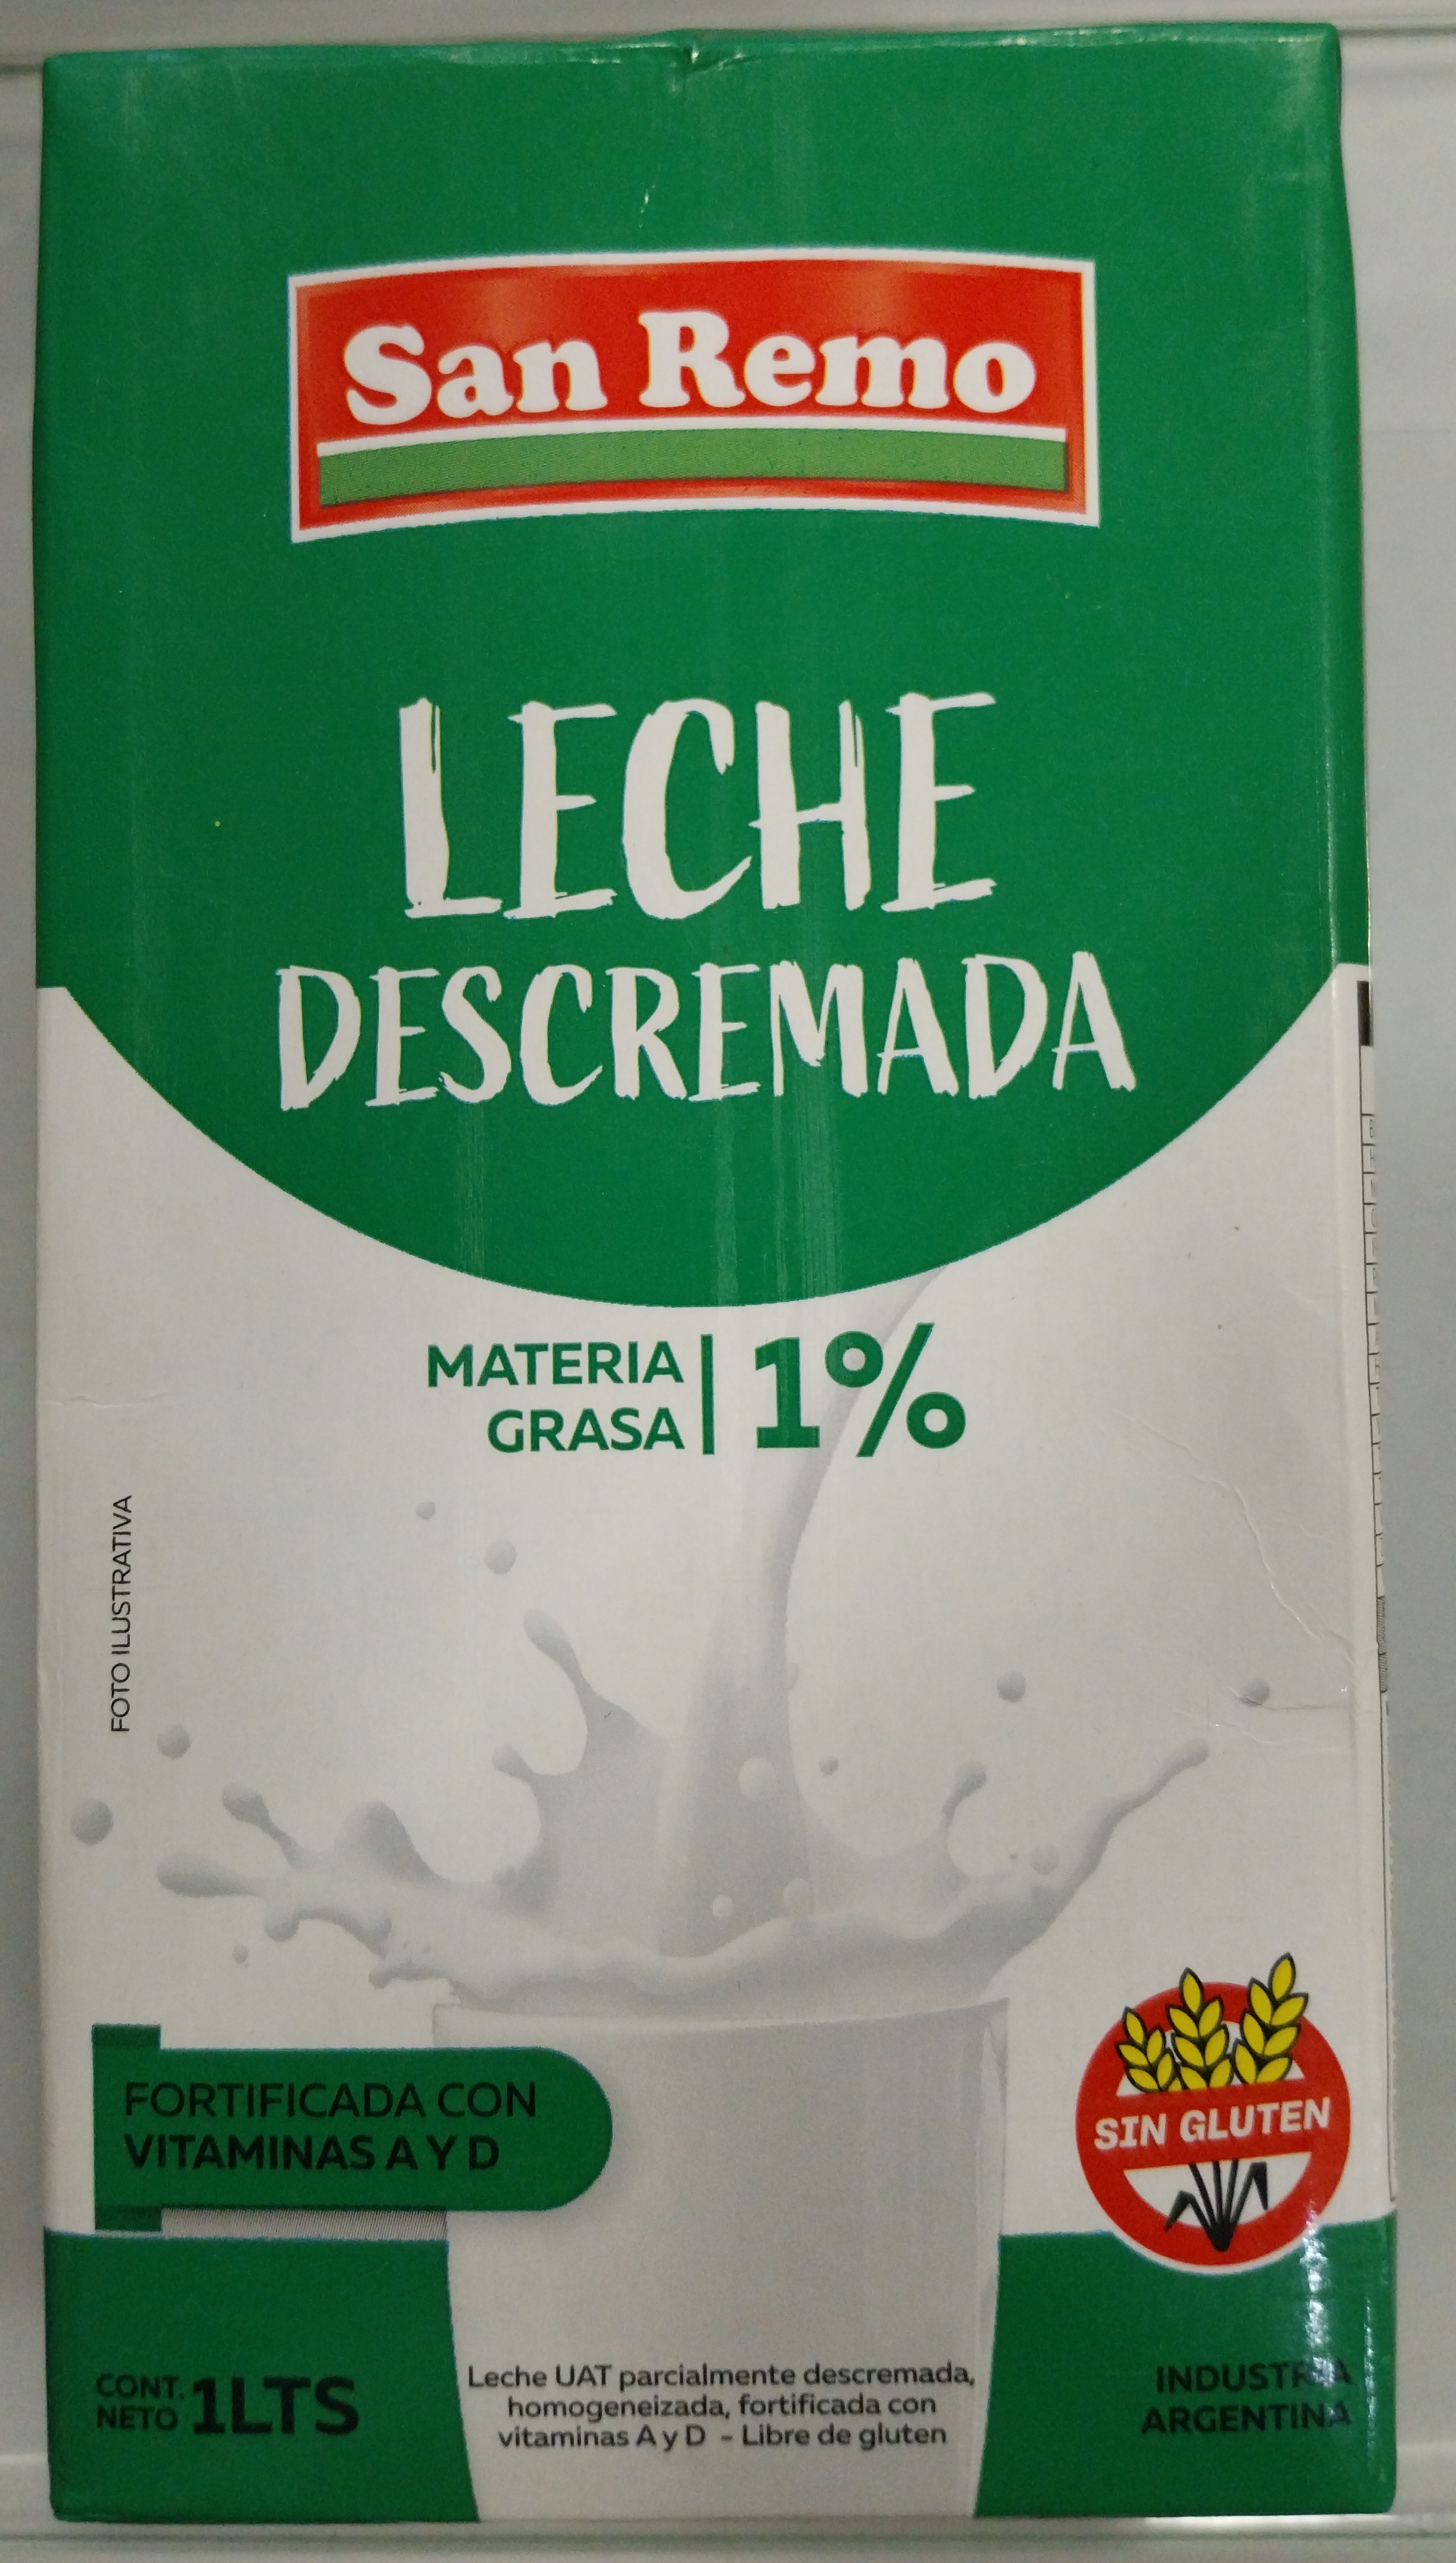 San Remo
LECHE
DESCREMADA
MATERIA
GRASA
1%
FOTO ILUSTRATIVA
FORTIFICADA CON
VITAMINAS A Y D
SIN GLUTEN
CONT.
NETO
1LTS
Leche UAT parcialmente descremada,
homogeneizada, fortificada con
vitaminas A y D - Libre de gluten
INDUSTRIA
ARGENTINA